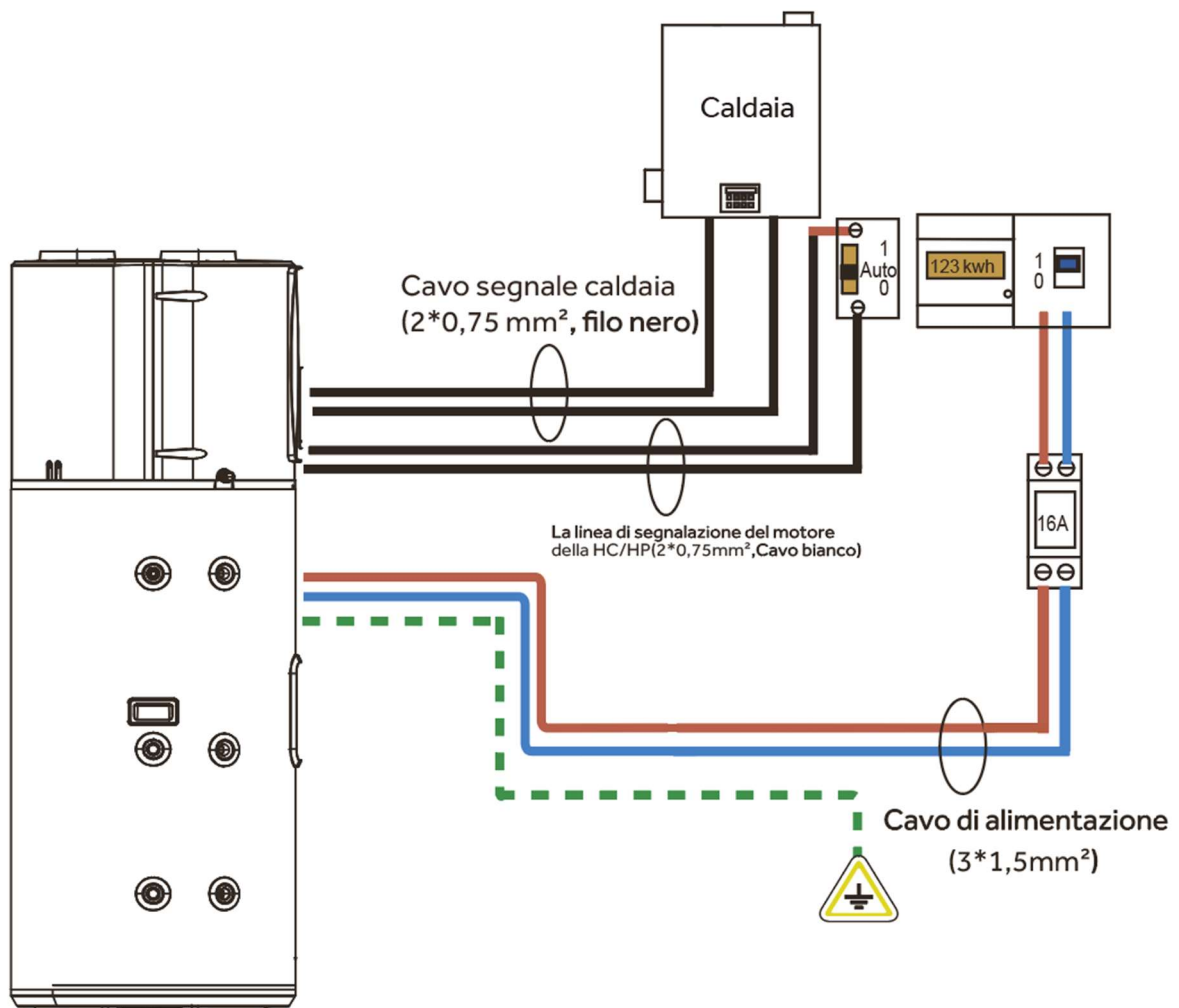 Caldaia
1
Auto
0
123 kwh
1
0
Cavo segnale caldaia
(2*0,75 mm², filo nero)
16A
La linea di segnalazione del motore
della HC/HP(2*0,75mm²,Cavo bianco)
Cavo di alimentazione
(3*1,5mm²)